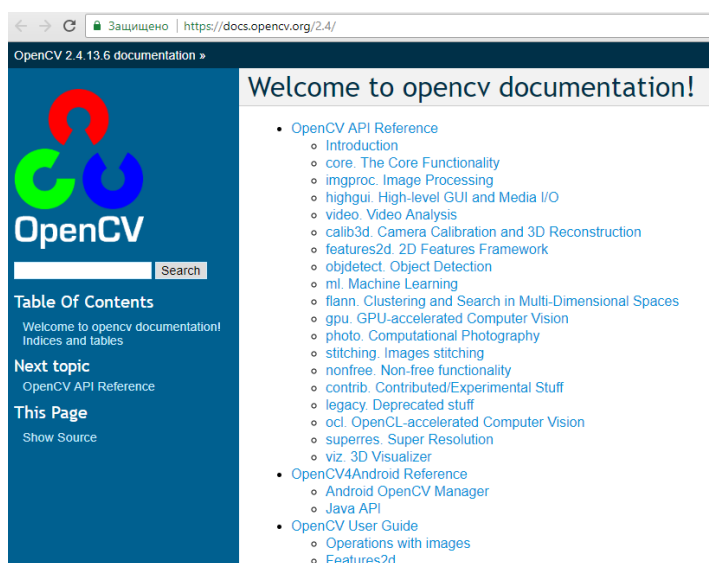 Защищено | https://docs.opencv.org/2.4/
OpenCV 2.4.13.6 documentation »
OpenCV
Search
Table Of Contents
Welcome to opencv documentation!
Indices and tables
Next topic
OpenCV API Reference
This Page
Show Source
Welcome to opencv documentation!
OpenCV API Reference
Introduction
core. The Core Functionality
imgproc. Image Processing
highgui. High-level GUI and Media I/O
video. Video Analysis
calib3d. Camera Calibration and 3D Reconstruction
features2d. 2D Features Framework
objdetect. Object Detection
ml. Machine Learning
flann. Clustering and Search in Multi-Dimensional Spaces
gpu. GPU-accelerated Computer Vision
photo. Computational Photography
stitching. Images stitching
nonfree. Non-free functionality
contrib. Contributed/Experimental Stuff
legacy. Deprecated stuff
ocl. OpenCL-accelerated Computer Vision
superres. Super Resolution
viz. 3D Visualizer
OpenCV4Android Reference
Android OpenCV Manager
Java API
OpenCV User Guide
Operations with images
Features2d